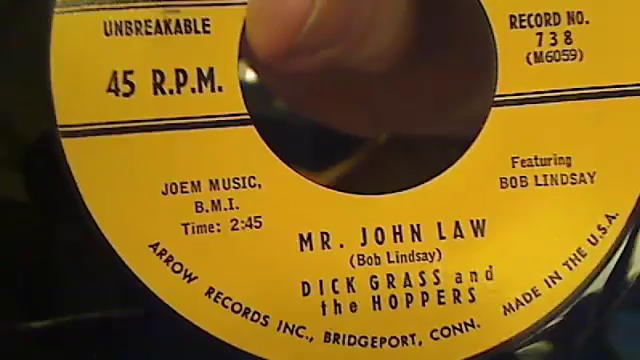 UNBREAKABLE
45 R.P.M.
RECORD NO.
738
(M6059)
JOEM MUSIC,
B.M.I.
Time: 2:45
Featuring
BOB LINDSAY
MR. JOHN LAW
(Bob Lindsay)
DICK GRASS and
the HOPPERS
ARROW RECORDS INC., BRIDGEPORT, CONN. MADE IN THE U.S.A.